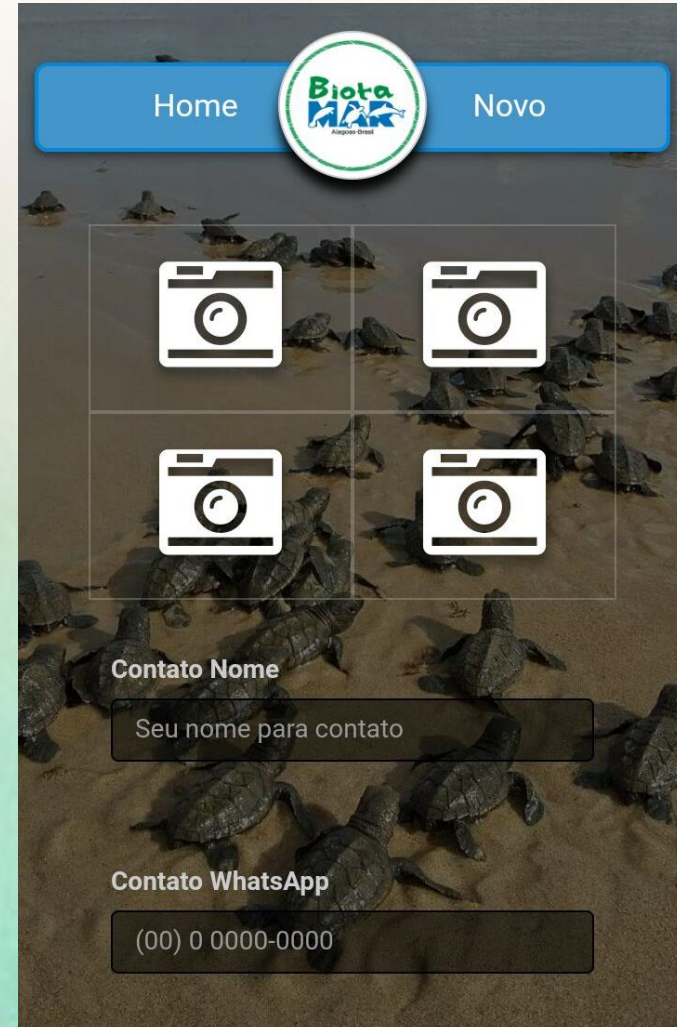 Home
Biota
MAR
Alagoas-Brasil
Novo
Contato Nome
Seu nome para contato
Contato WhatsApp
(00) 0 0000-0000